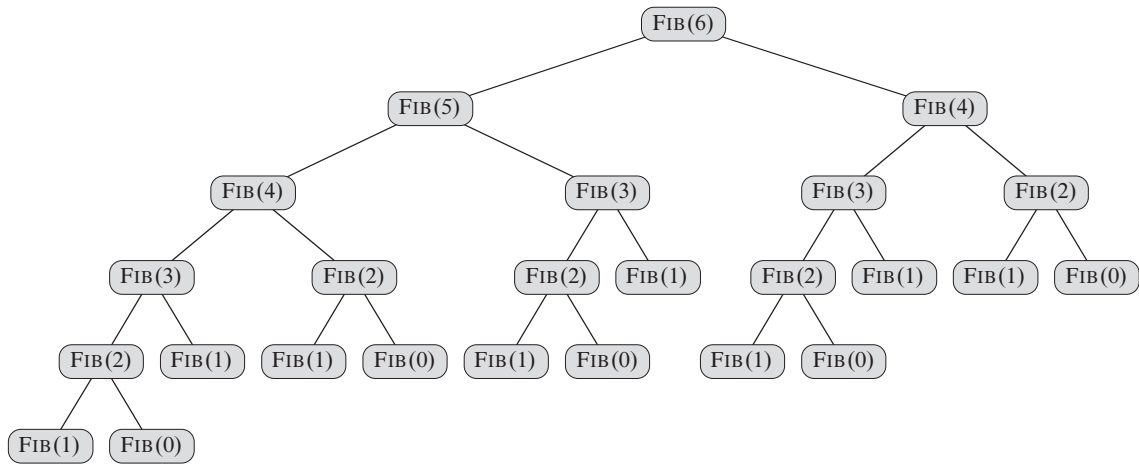 FIB(6)
FIB(5) FIB(4)
FIB(4) FIB(3) FIB(3) FIB(2)
FIB(3) FIB(2) FIB(2) FIB(1) FIB(2) FIB(1) FIB(1) FIB(0)
FIB(2) FIB(1) FIB(1) FIB(0) FIB(1) FIB(0) FIB(1) FIB(0)
FIB(1) FIB(0)